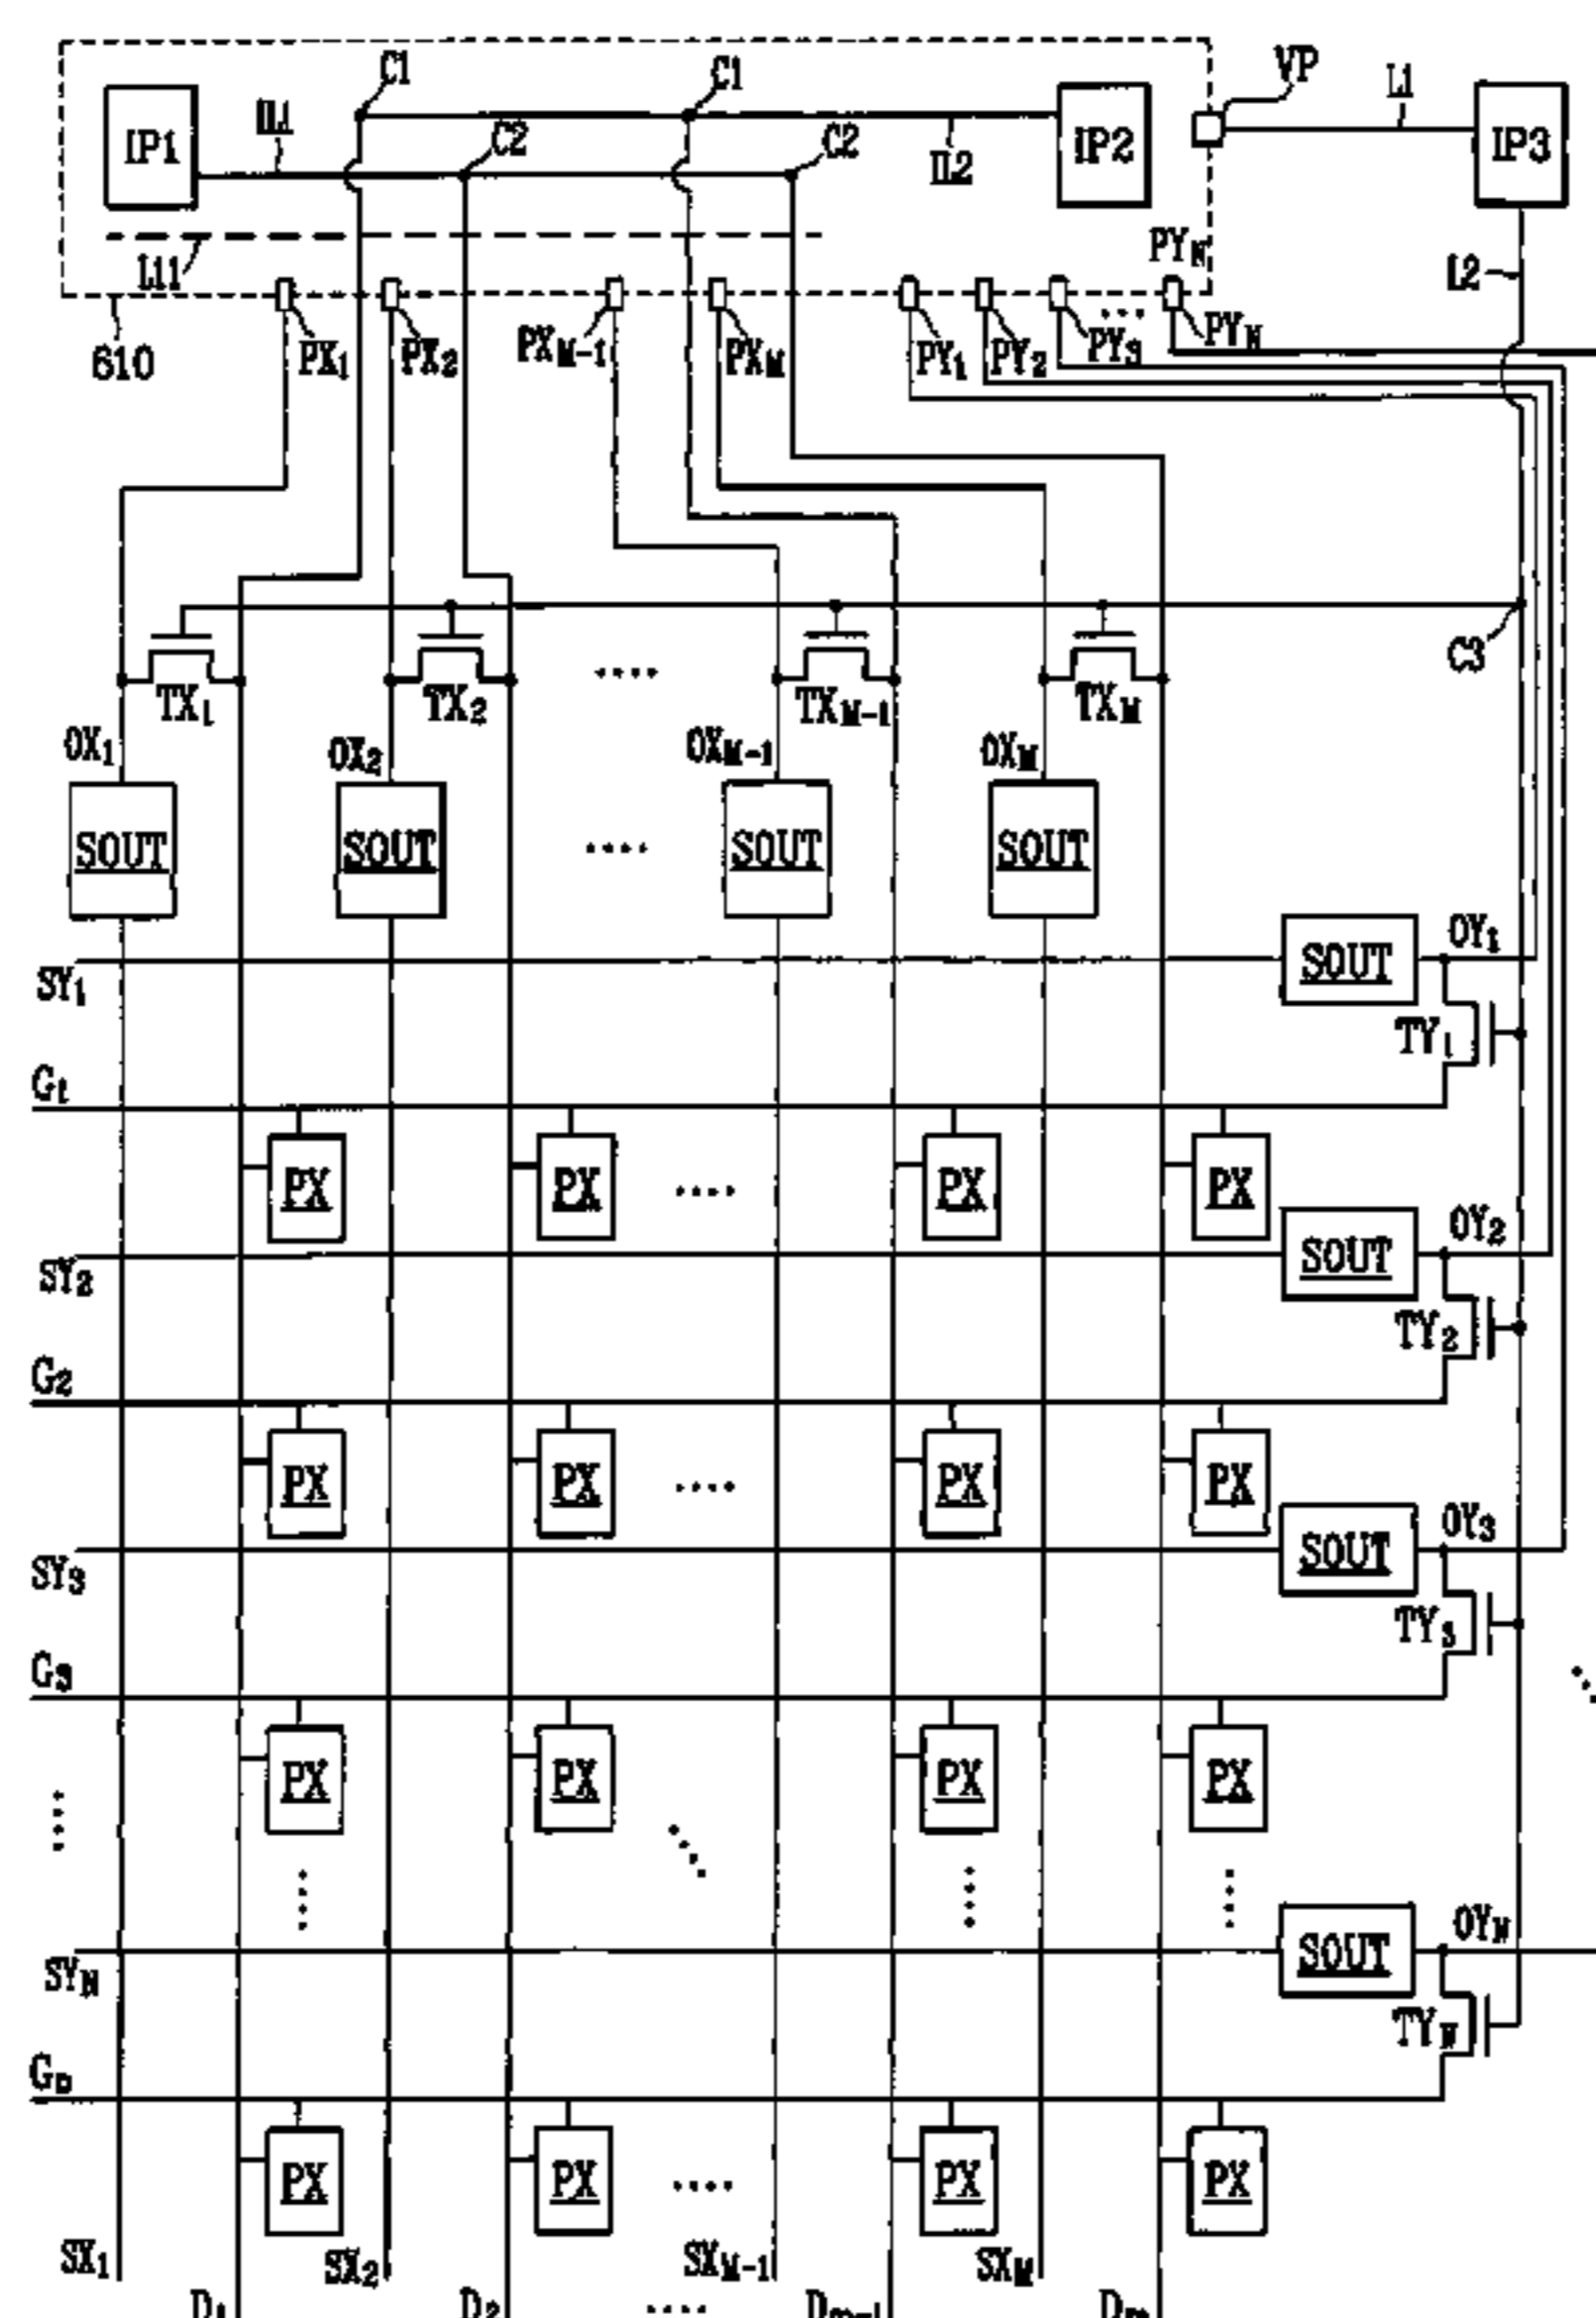 C1 C1 VP L1
IP1 IL1 C2 C2 IL2 IP2 IP3
L11 PYN L2
610 PX1 PX2 PXM-1 PXM PY1 PY2 PY3 ... PYN
C3
TX1 TX2 .... TXM-1 TXM
OX1 OX2 OXM-1 OXM
SOUT SOUT .... SOUT SOUT
SY1 SOUT OY1
TY1
G1
PX PX .... PX PX
SY2 SOUT OY2
TY2
G2
PX PX .... PX PX
SY3 SOUT OY3
TY3
G3
PX PX PX PX
SYN SOUT OYN
TYN
Gn
PX PX .... PX PX
SX1 SX2 SXM-1 SXM
D1 D2 .... Dm-1 Dm